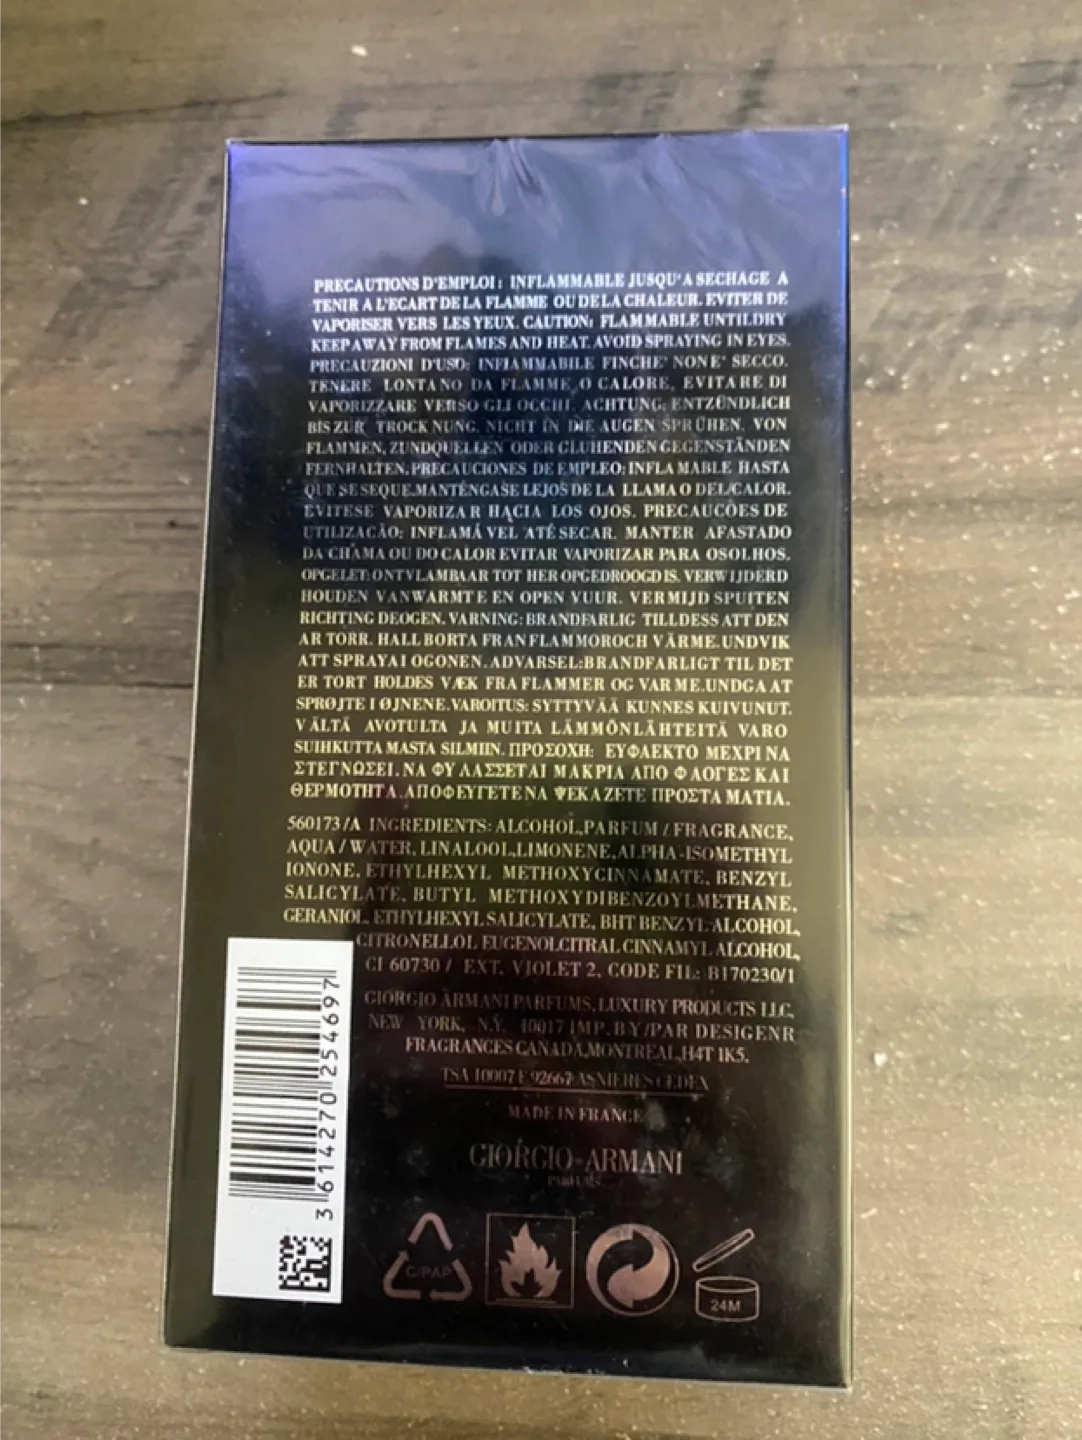 PRECAUTIONS D'EMPLOI : INFLAMMABLE JUSQU'A SECHAGE A
TENIR A L'ECART DE LA FLAMME OU DE LA CHALEUR. EVITER DE
VAPORISER VERS LES YEUX. CAUTION: FLAMMABLE UNTILDRY
KEEP AWAY FROM FLAMES AND HEAT. AVOID SPRAYING IN EYES.
PRECAUZIONI D'USO: INFIAMMABILE FINCHE' NONE' SECCO.
TENERE LONTANO DA FLAMME O CALORE, EVITARE DI
VAPORIZZARE VERSO GLI OCCHI. ACHTUNG: ENTZÜNDLICH
BIS ZUR TROCKNUNG. NICHT IN DIE AUGEN SPRÜHEN. VON
FLAMMEN, ZUNDQUELLEN ODER GLUHENDEN GEGENSTÄNDEN
FERNHALTEN. PRECAUCIONES DE EMPLEO: INFLAMABLE HASTA
QUE SE SEQUE. MANTÉNGASE LEJOS DE LA LLAMA O DEL CALOR.
EVITESE VAPORIZAR HACIA LOS OJOS. PRECAUCÕES DE
UTILIZACÃO: INFLAMÁVEL ATÉ SECAR. MANTER AFASTADO
DA CHAMA OU DO CALOR EVITAR VAPORIZAR PARA OSOLHOS.
OPGELET: ONTVLAMBAAR TOT HER OPGEDROOGD IS. VERWIJDERD
HOUDEN VANWARMTE EN OPEN VUUR. VERMIJD SPUITEN
RICHTING DEOGEN. VARNING: BRANDFARLIG TILLDESS ATT DEN
AR TORR. HALL BORTA FRAN FLAMMOROCH VÄRME. UNDVIK
ATT SPRAYA I OGONEN. ADVARSEL: BRANDFARLIGT TIL DET
ER TORT HOLDES VÆK FRA FLAMMER OG VARME. UNDGA AT
SPRØJTE I ØJNENE. VAROITUS: SYTTYVÄÄ KUNNES KUIVUNUT.
VÄLTÄ AVOTULTA JA MUITA LÄMMÖNLÄHTEITÄ VARO
SUIHKUTTA MASTA SILMIIN. ΠΡΟΣΟΧΗ: ΕΥΦΛΕΚΤΟ ΜΕΧΡΙ ΝΑ
ΣΤΕΓΝΩΣΕΙ. ΝΑ ΦΥΛΑΣΣΕΤΑΙ ΜΑΚΡΙΑ ΑΠΟ ΦΛΟΓΕΣ ΚΑΙ
ΘΕΡΜΟΤΗΤΑ. ΑΠΟΦΕΥΓΕΤΕ ΝΑ ΨΕΚΑΖΕΤΕ ΠΡΟΣ ΤΑ ΜΑΤΙΑ.
560173/A INGREDIENTS: ALCOHOL, PARFUM / FRAGRANCE,
AQUA / WATER, LINALOOL, LIMONENE, ALPHA-ISOMETHYL
IONONE, ETHYLHEXYL METHOXYCINNAMATE, BENZYL
SALICYLATE, BUTYL METHOXYDIBENZOYLMETHANE,
GERANIOL, ETHYLHEXYL SALICYLATE, BHT BENZYL ALCOHOL,
CITRONELLOL EUGENOLCITRAL CINNAMYL ALCOHOL,
CI 60730 / EXT. VIOLET 2, CODE FIL: B170230/1
GIORGIO ARMANI PARFUMS, LUXURY PRODUCTS LLC,
NEW YORK, N.Y. 10017 IMP. BY/PAR DESIGENR
FRAGRANCES CANADA, MONTREAL, H4T 1K5.
TSA 10007 F 92667 ASNIERES CEDEX
MADE IN FRANCE
GIORGIO ARMANI
PARFUMS
3 614270 254697
C/PAP
24M